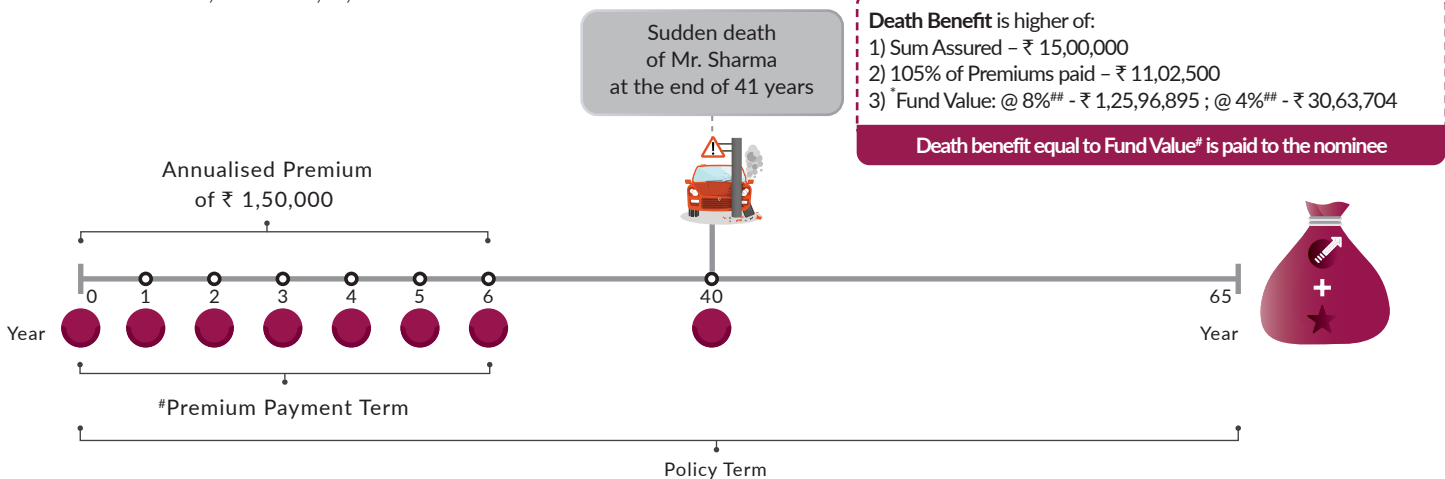 Sudden death
of Mr. Sharma
at the end of 41 years
Death Benefit is higher of:
1) Sum Assured – ₹ 15,00,000
2) 105% of Premiums paid – ₹ 11,02,500
3) *Fund Value: @ 8%## - ₹ 1,25,96,895 ; @ 4%## - ₹ 30,63,704
Death benefit equal to Fund Value# is paid to the nominee
Annualised Premium
of ₹ 1,50,000
0 1 2 3 4 5 6 40 65
Year Year
#Premium Payment Term
Policy Term